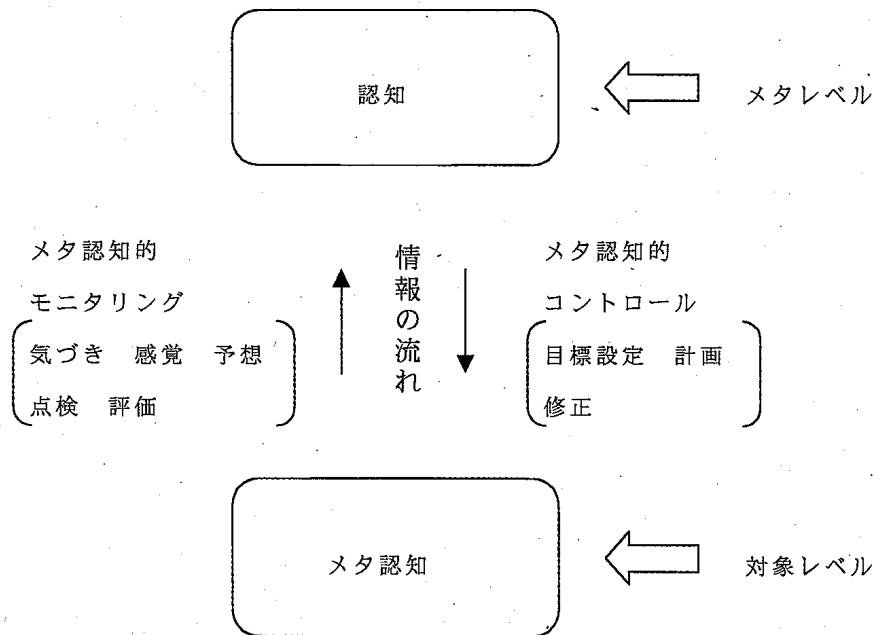 認知
メタレベル
メタ認知的
モニタリング
気づき 感覚 予想
点検 評価
情報の流れ
メタ認知的
コントロール
目標設定 計画
修正
メタ認知
対象レベル